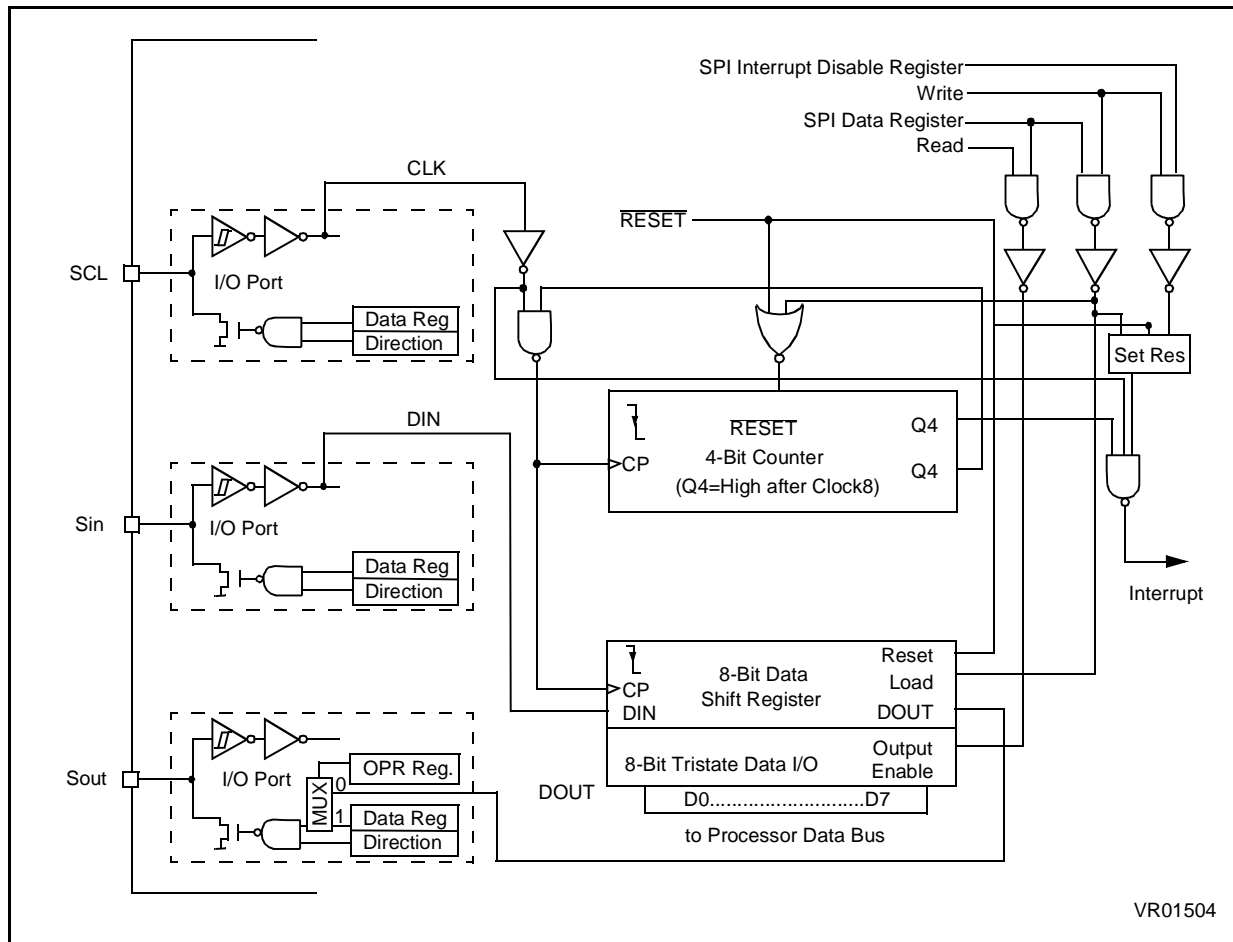 SPI Interrupt Disable Register
Write
SPI Data Register
Read
CLK
RESET
SCL
I/O Port
Data Reg
Direction
Set Res
DIN
RESET
Q4
4-Bit Counter
CP
Q4
(Q4=High after Clock8)
Sin
I/O Port
Data Reg
Direction
Interrupt
Reset
8-Bit Data
Load
CP
Shift Register
DIN
DOUT
Sout
I/O Port
OPR Reg.
MUX
0
1
Data Reg
Direction
Output
Enable
8-Bit Tristate Data I/O
DOUT
D0...........................D7
to Processor Data Bus
VR01504